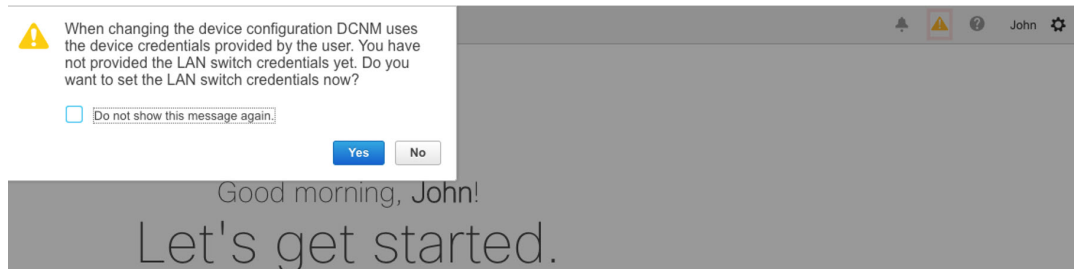 When changing the device configuration DCNM uses
the device credentials provided by the user. You have
not provided the LAN switch credentials yet. Do you
want to set the LAN switch credentials now?
Do not show this message again.
Yes No
John
Good morning, John!
Let's get started.